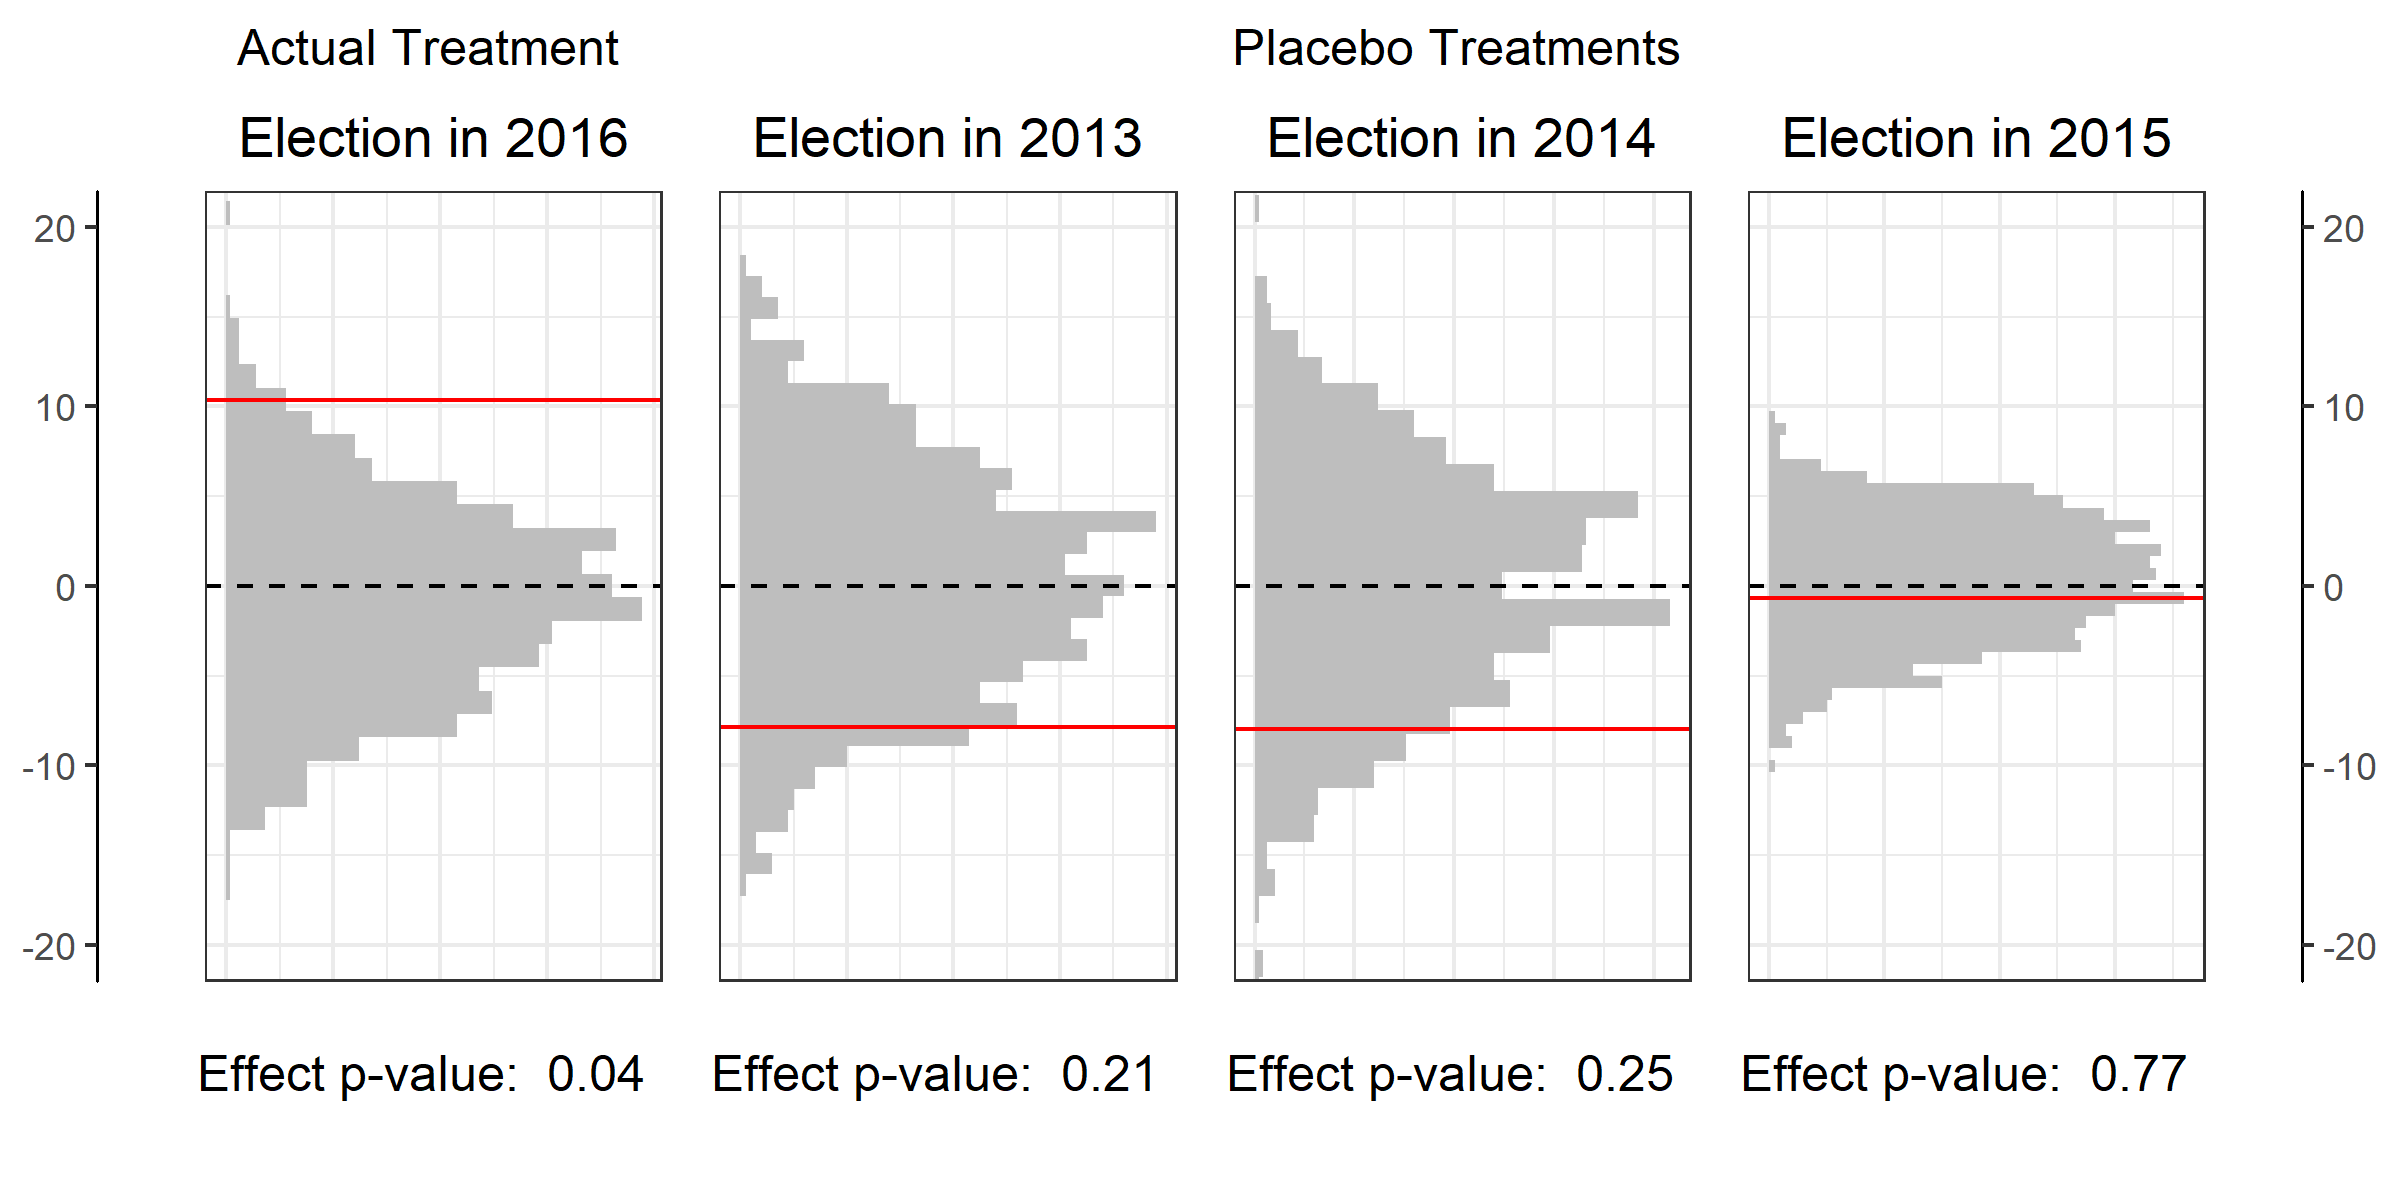 Actual Treatment Placebo Treatments
Election in 2016 Election in 2013 Election in 2014 Election in 2015
20 20
10 10
0 0
-10 -10
-20 -20
Effect p-value: 0.04 Effect p-value: 0.21 Effect p-value: 0.25 Effect p-value: 0.77